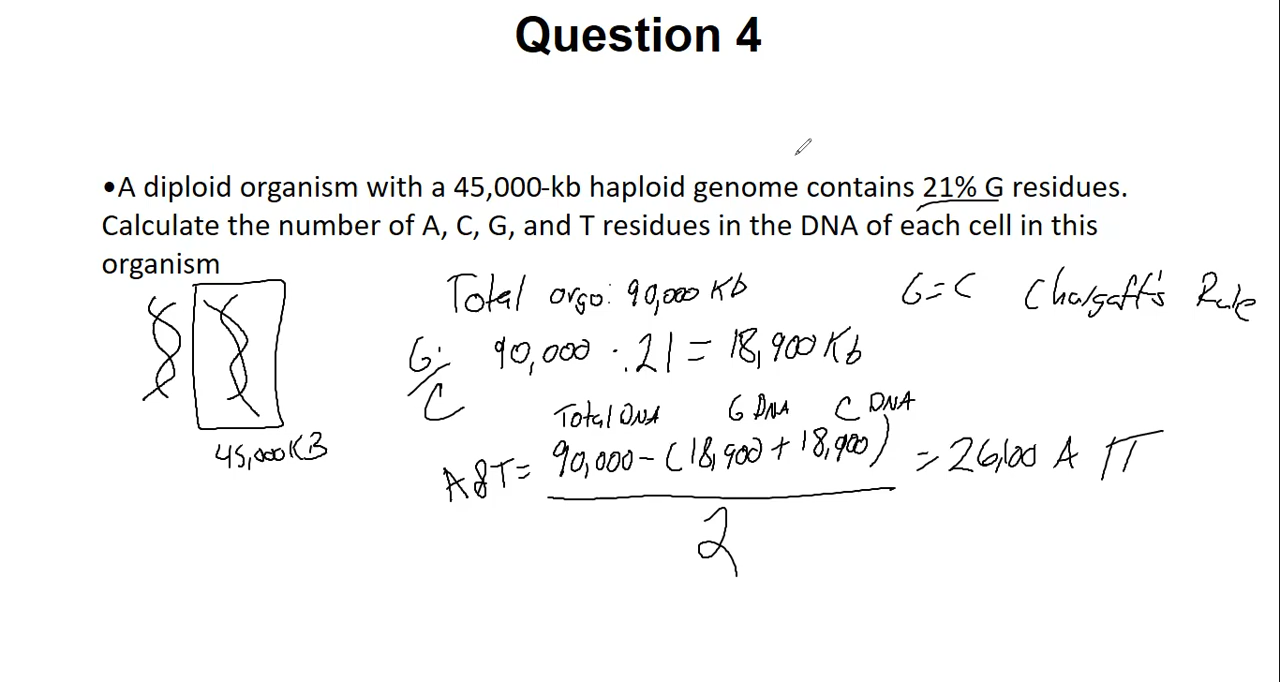 Question 4
•A diploid organism with a 45,000-kb haploid genome contains 21% G residues.
Calculate the number of A, C, G, and T residues in the DNA of each cell in this
organism
Total orgo: 90,000 Kb
G=C Chargaff's Rule
G:/C 90,000 · .21 = 18,900 Kb
Total DNA G DNA C DNA
A&T = 90,000 - (18,900 + 18,900) = 26,100 A T
2
45,000KB